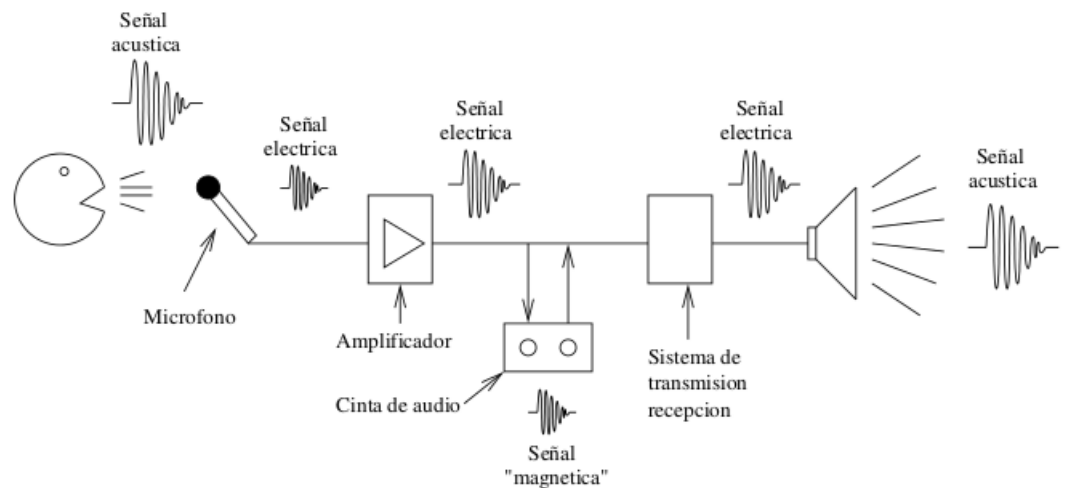 Señal
acustica
Señal
electrica
Señal
electrica
Señal
electrica
Señal
acustica
Microfono
Amplificador
Cinta de audio
Señal
"magnetica"
Sistema de
transmision
recepcion